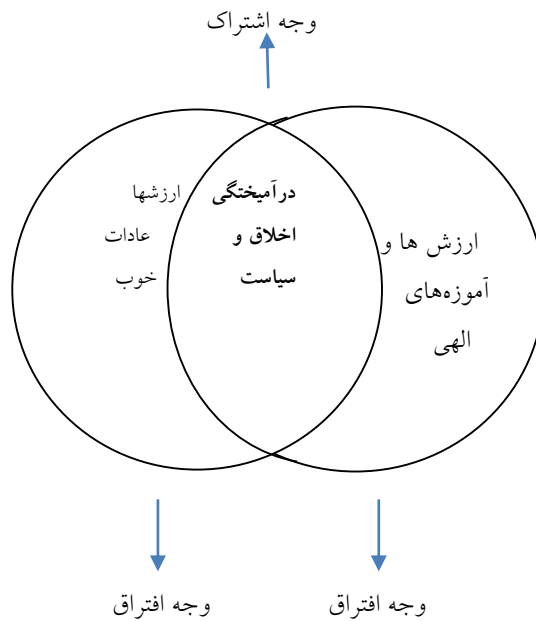 وجه اشتراک
ارزش ها و
آموزه‌های
الهی
درآمیختگی
اخلاق و
سیاست
ارزشها
عادات
خوب
وجه افتراق
وجه افتراق